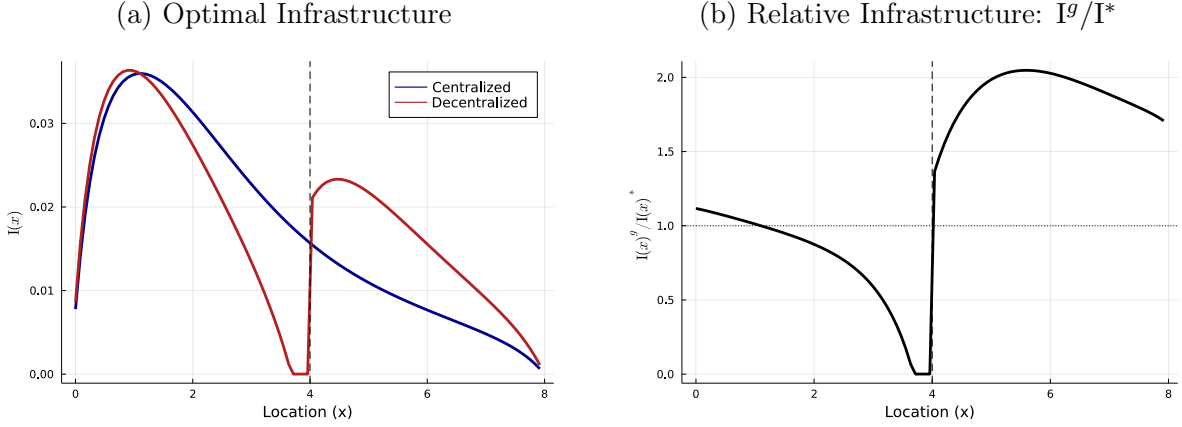 (a) Optimal Infrastructure
Centralized
Decentralized
I(x)
0.03
0.02
0.01
0.00
0 2 4 6 8
Location (x)
(b) Relative Infrastructure: I^g/I*
I(x)^g/I(x)^*
2.0
1.5
1.0
0.5
0.0
0 2 4 6 8
Location (x)